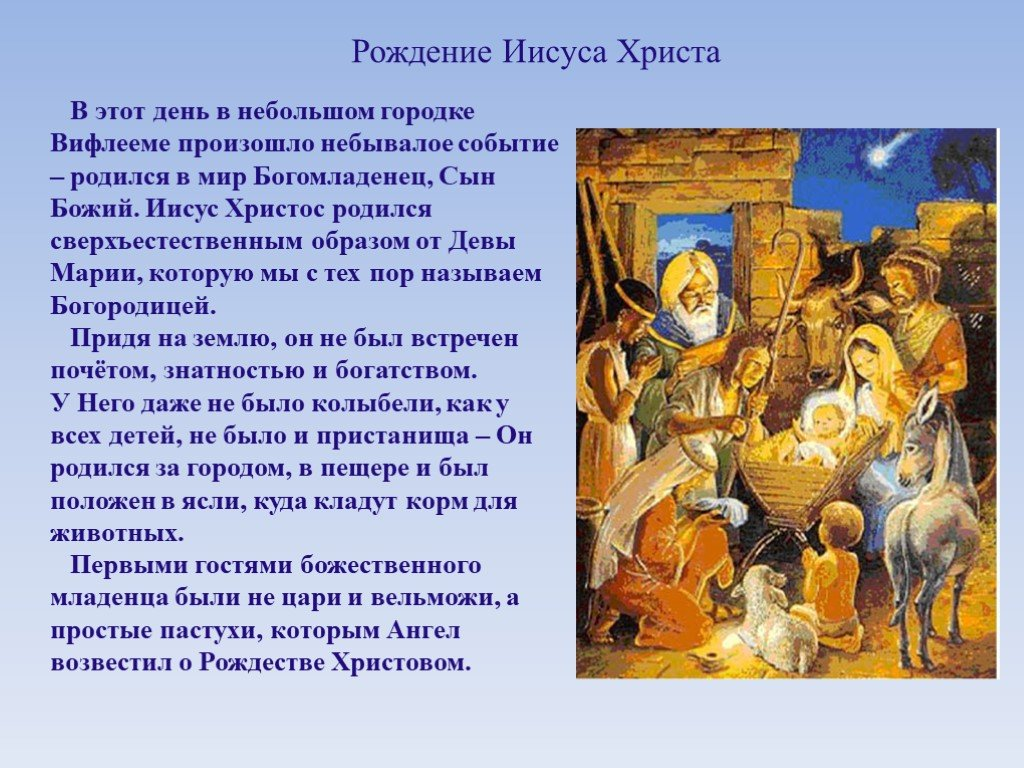 Рождение Иисуса Христа
В этот день в небольшом городке
Вифлееме произошло небывалое событие
– родился в мир Богомладенец, Сын
Божий. Иисус Христос родился
сверхъестественным образом от Девы
Марии, которую мы с тех пор называем
Богородицей.
Придя на землю, он не был встречен
почётом, знатностью и богатством.
У Него даже не было колыбели, как у
всех детей, не было и пристанища – Он
родился за городом, в пещере и был
положен в ясли, куда кладут корм для
животных.
Первыми гостями божественного
младенца были не цари и вельможи, а
простые пастухи, которым Ангел
возвестил о Рождестве Христовом.